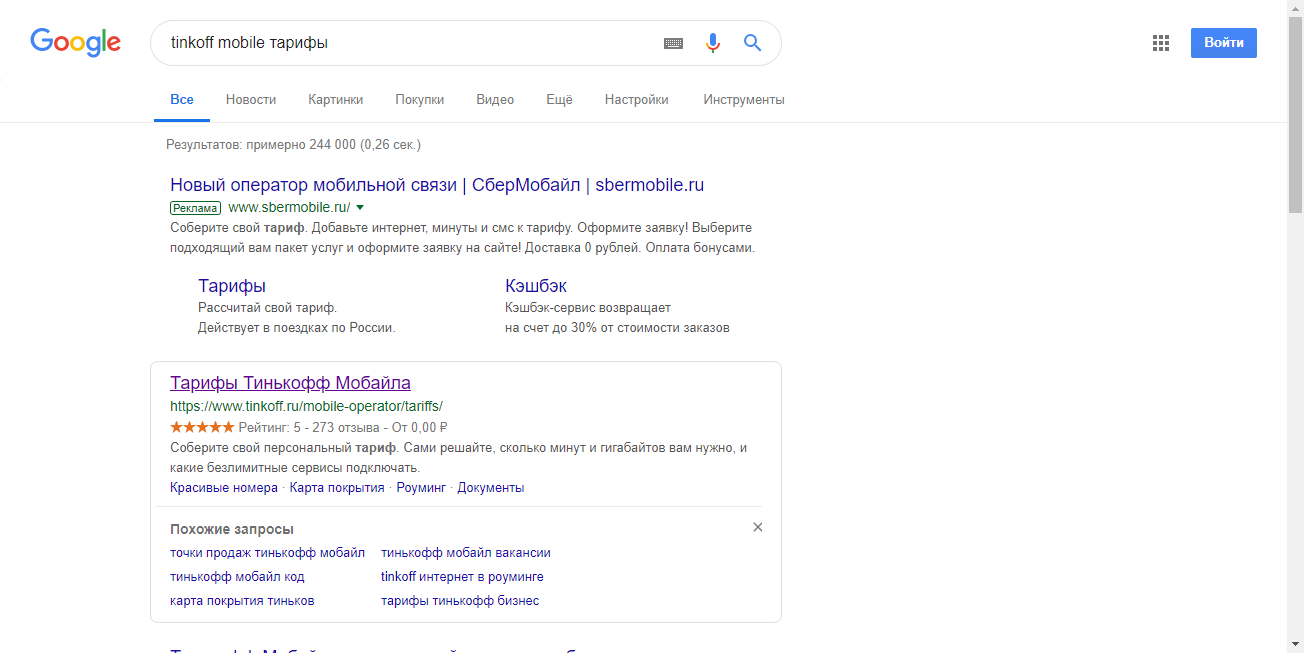 Google
tinkoff mobile тарифы
Войти
Все Новости Картинки Покупки Видео Ещё Настройки Инструменты
Результатов: примерно 244 000 (0,26 сек.)
Новый оператор мобильной связи | СберМобайл | sbermobile.ru
Реклама www.sbermobile.ru/
Соберите свой тариф. Добавьте интернет, минуты и смс к тарифу. Оформите заявку! Выберите
подходящий вам пакет услуг и оформите заявку на сайте! Доставка 0 рублей. Оплата бонусами.
Тарифы
Рассчитай свой тариф.
Действует в поездках по России.
Кэшбэк
Кэшбэк-сервис возвращает
на счет до 30% от стоимости заказов
Тарифы Тинькофф Мобайла
https://www.tinkoff.ru/mobile-operator/tariffs/
★★★★★ Рейтинг: 5 - 273 отзыва - От 0,00 ₽
Соберите свой персональный тариф. Сами решайте, сколько минут и гигабайтов вам нужно, и
какие безлимитные сервисы подключать.
Красивые номера · Карта покрытия · Роуминг · Документы
Похожие запросы
точки продаж тинькофф мобайл тинькофф мобайл вакансии
тинькофф мобайл код tinkoff интернет в роуминге
карта покрытия тиньков тарифы тинькофф бизнес